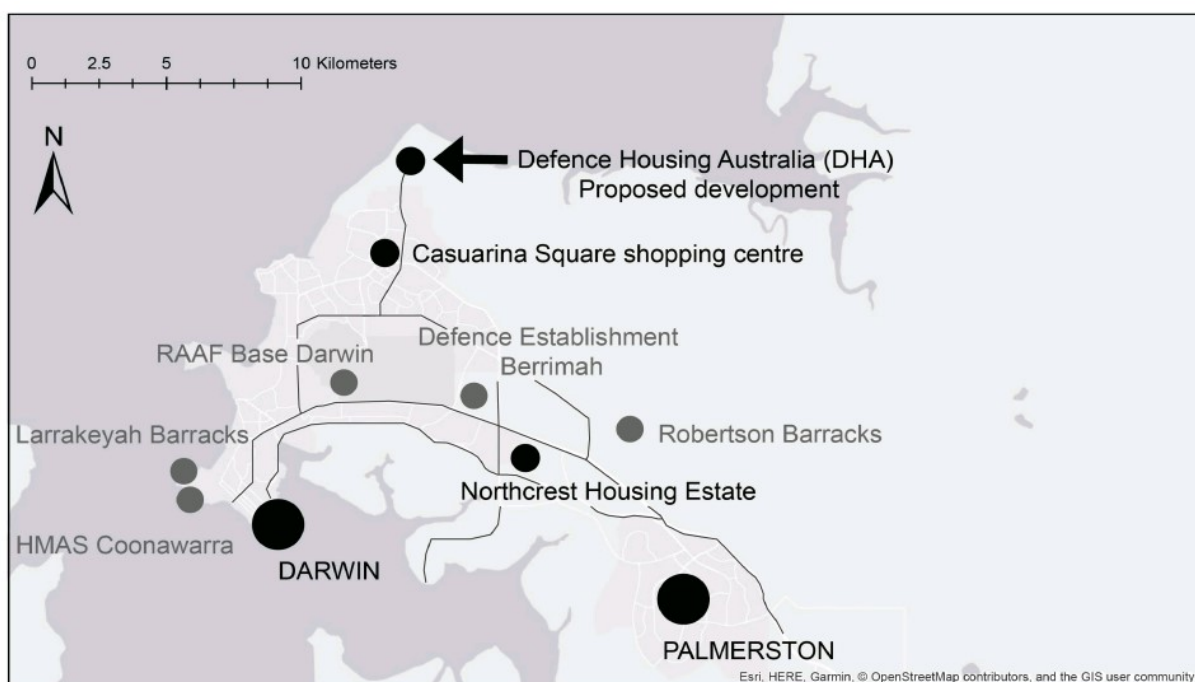 0 2.5 5 10 Kilometers
N
Defence Housing Australia (DHA)
Proposed development
Casuarina Square shopping centre
Defence Establishment
Berrimah
RAAF Base Darwin
Larrakeyah Barracks
Robertson Barracks
Northcrest Housing Estate
HMAS Coonawarra
DARWIN
PALMERSTON
Esri, HERE, Garmin, © OpenStreetMap contributors, and the GIS user community